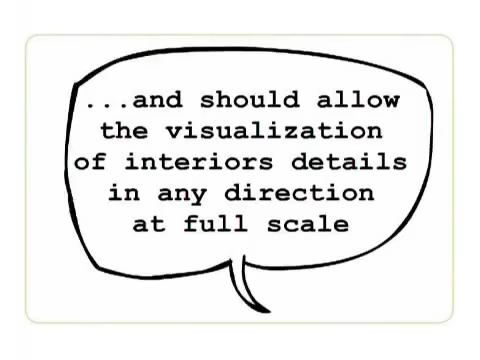 ...and should allow
the visualization
of interiors details
in any direction
at full scale